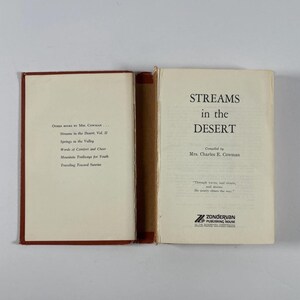 OTHER BOOKS BY MRS. COWMAN . . .
Streams in the Desert, Vol. II
Springs in the Valley
Words of Comfort and Cheer
Mountain Trailways for Youth
Traveling Toward Sunrise
STREAMS
in the
DESERT
Compiled by
Mrs. Charles E. Cowman
ZONDERVAN
PUBLISHING HOUSE